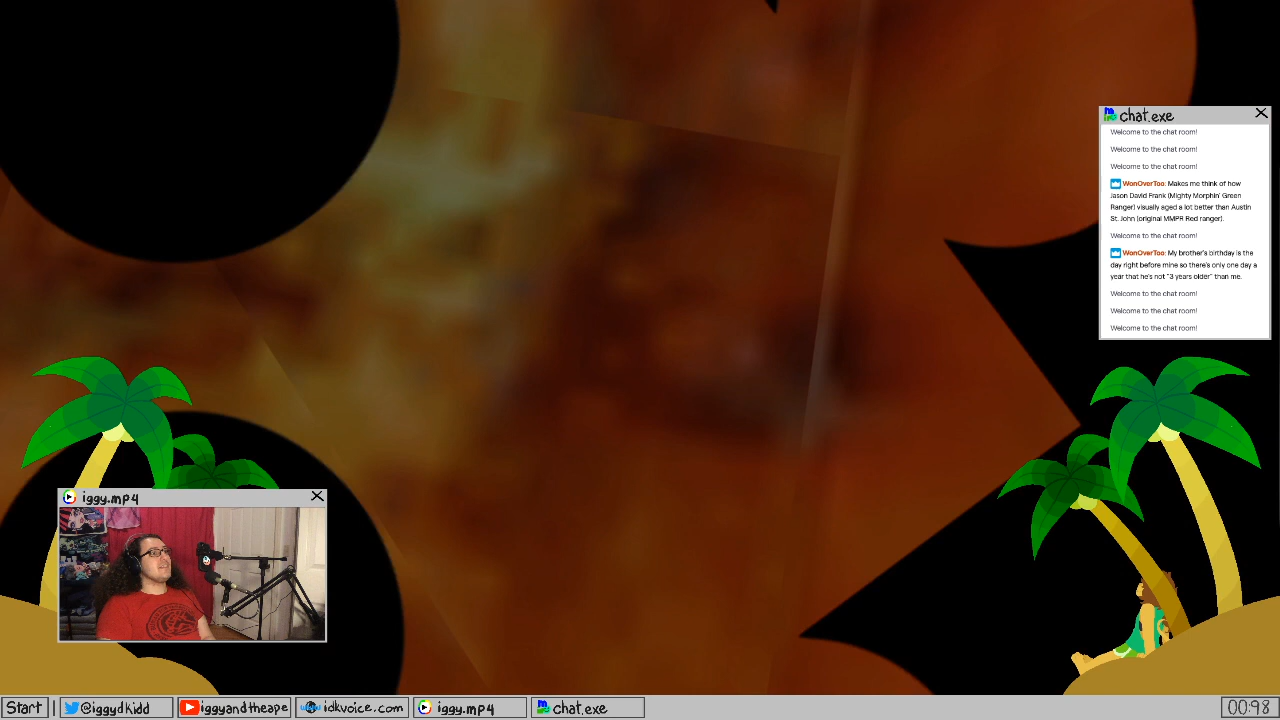 chat.exe
Welcome to the chat room!
Welcome to the chat room!
Welcome to the chat room!
WonOverToo: Makes me think of how
Jason David Frank (Mighty Morphin' Green
Ranger) visually aged a lot better than Austin
St. John (original MMPR Red ranger).
Welcome to the chat room!
WonOverToo: My brother's birthday is the
day right before mine so there's only one day a
year that he's not "3 years older" than me.
Welcome to the chat room!
Welcome to the chat room!
Welcome to the chat room!
iggy.mp4
Start | @iggydkidd iggyandtheape idkvoice.com iggy.mp4 chat.exe 00:98